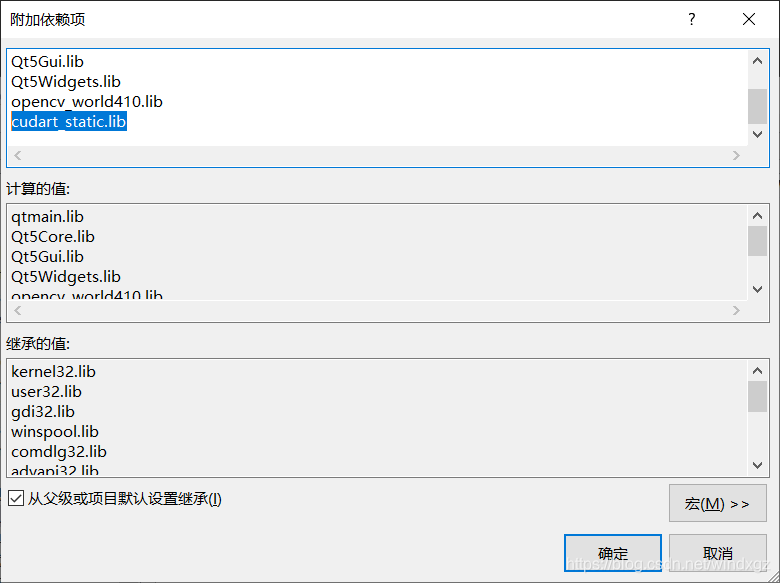 附加依赖项
?
Qt5Gui.lib
Qt5Widgets.lib
opencv_world410.lib
cudart_static.lib
计算的值:
qtmain.lib
Qt5Core.lib
Qt5Gui.lib
Qt5Widgets.lib
opencv_world410.lib
继承的值:
kernel32.lib
user32.lib
gdi32.lib
winspool.lib
comdlg32.lib
advapi32.lib
从父级或项目默认设置继承(I)
宏(M) >>
确定
取消
https://blog.csdn.net/windxgz